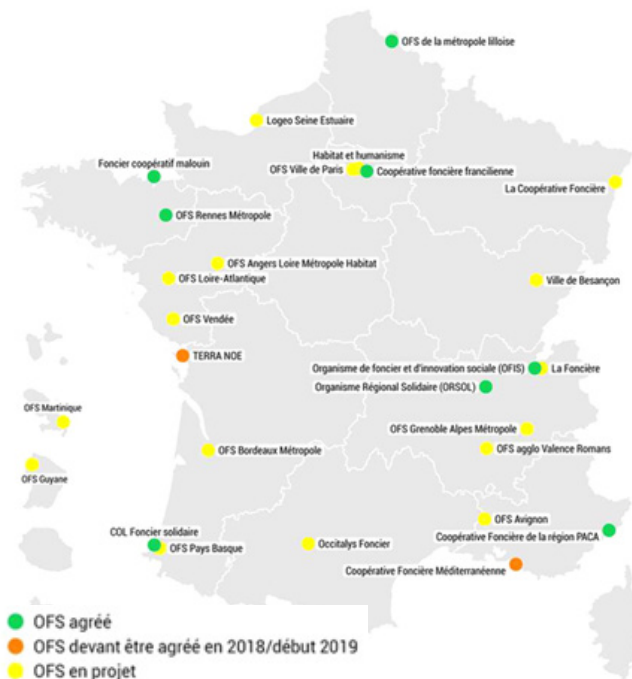 OFS de la métropole lilloise
Logeo Seine Estuaire
Habitat et humanisme
Foncier coopératif malouin
OFS Ville de Paris
Coopérative foncière francilienne
La Coopérative Foncière
OFS Rennes Métropole
OFS Angers Loire Métropole Habitat
OFS Loire-Atlantique
Ville de Besançon
OFS Vendée
TERRA NOE
Organisme de foncier et d'innovation sociale (OFIS)
La Foncière
Organisme Régional Solidaire (ORSOL)
OFS Martinique
OFS Grenoble Alpes Métropole
OFS Bordeaux Métropole
OFS agglo Valence Romans
OFS Guyane
OFS Avignon
COL Foncier solidaire
Coopérative Foncière de la région PACA
OFS Pays Basque
Occitalys Foncier
Coopérative Foncière Méditerranéenne
OFS agréé
OFS devant être agréé en 2018/début 2019
OFS en projet